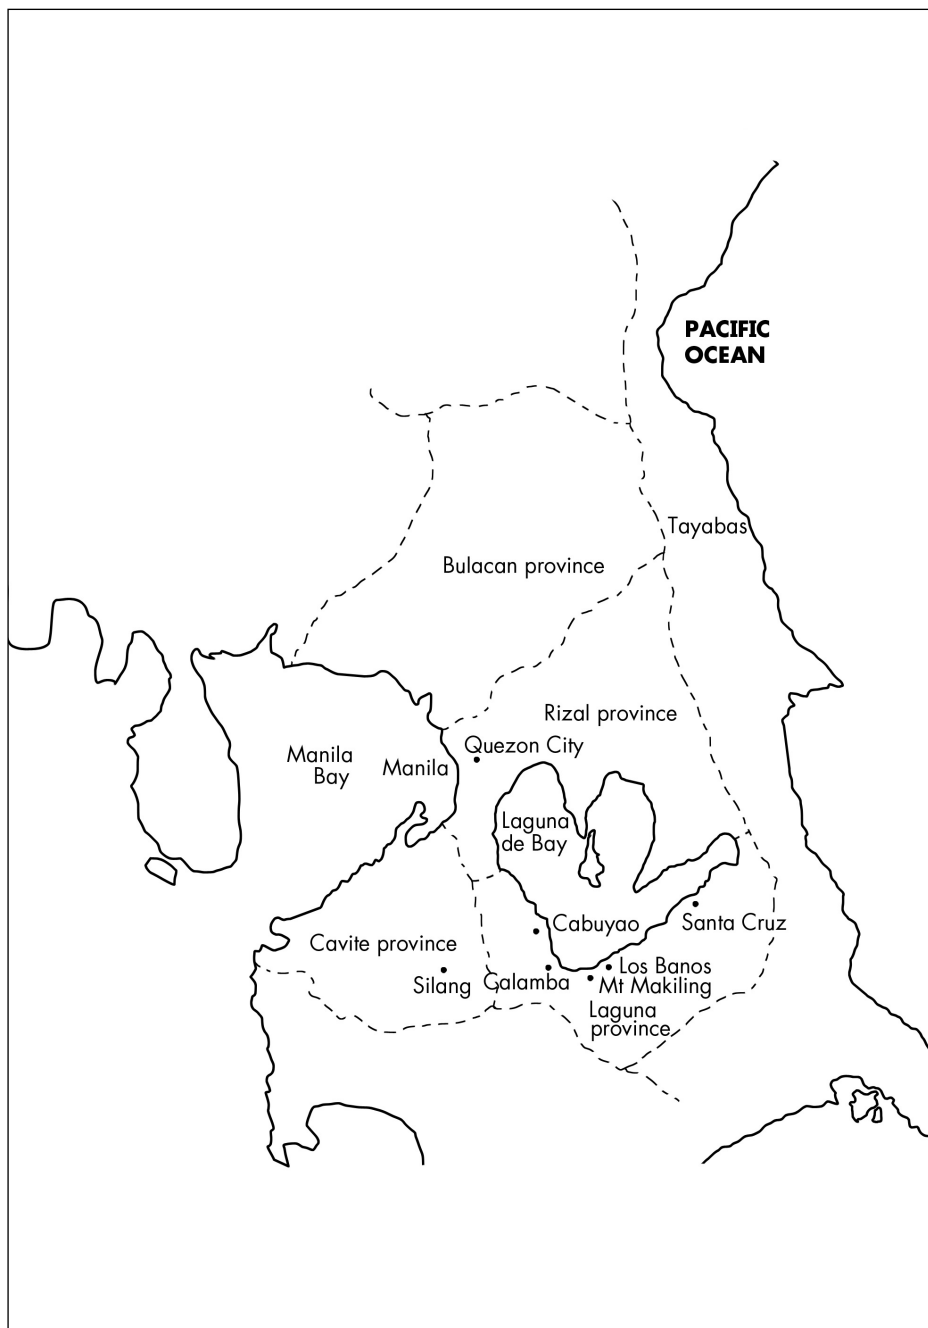 PACIFIC
OCEAN
Tayabas
Bulacan province
Rizal province
Quezon City
Manila
Bay
Manila
Laguna
de Bay
Cabuyao
Santa Cruz
Cavite province
Silang
Calamba
Los Banos
Mt Makiling
Laguna
province